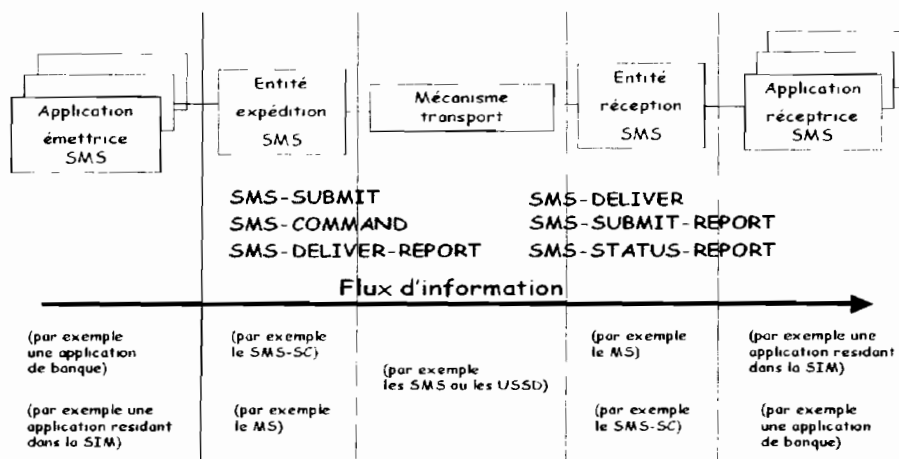 Application
émettrice
SMS
Entité
expédition
SMS
Mécanisme
transport
Entité
réception
SMS
Application
réceptrice
SMS
SMS-SUBMIT
SMS-COMMAND
SMS-DELIVER-REPORT
SMS-DELIVER
SMS-SUBMIT-REPORT
SMS-STATUS-REPORT
Flux d'information
(par exemple
une application
de banque)
(par exemple
le SMS-SC)
(par exemple
les SMS ou les USSD)
(par exemple
le MS)
(par exemple une
application residant
dans la SIM)
(par exemple une
application residant
dans la SIM)
(par exemple
le MS)
(par exemple
le SMS-SC)
(par exemple
une application
de banque)